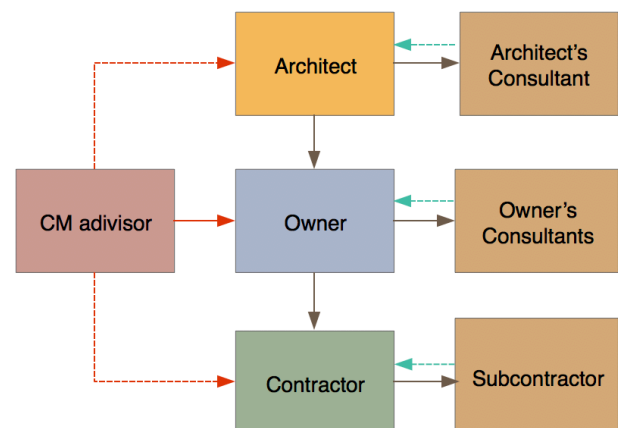 Architect
Architect's
Consultant
CM adivisor
Owner
Owner's
Consultants
Contractor
Subcontractor